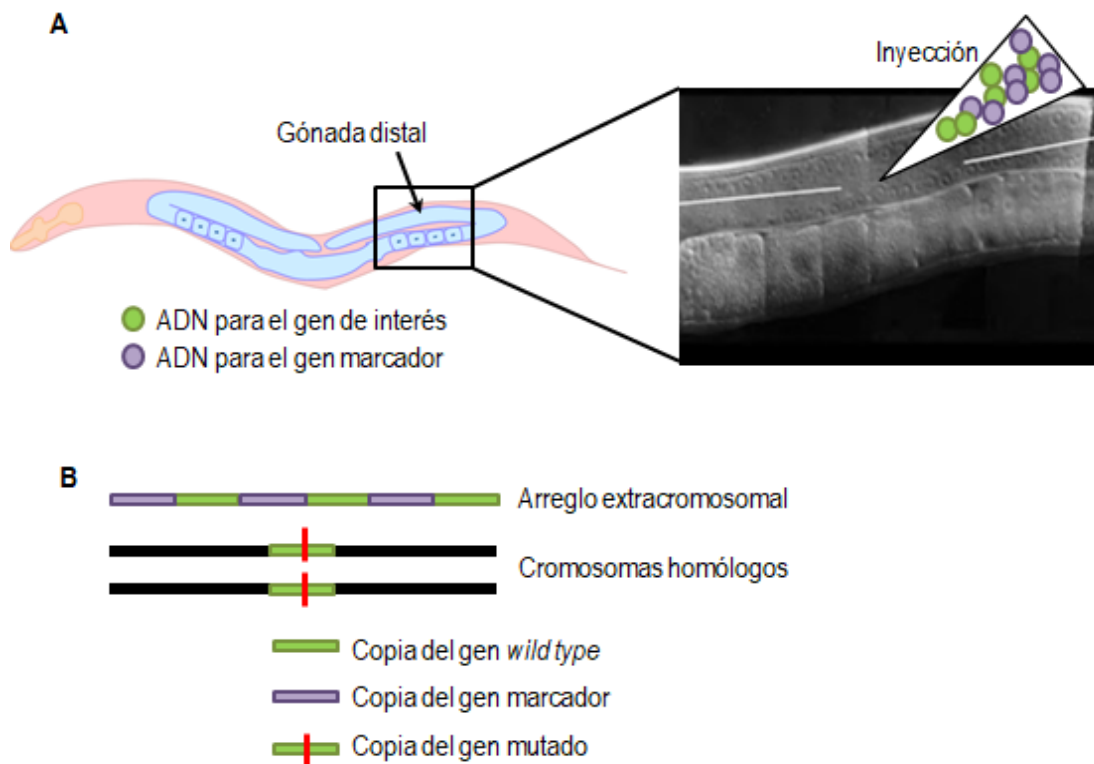 A
Inyección
Gónada distal
ADN para el gen de interés
ADN para el gen marcador
B
Arreglo extracromosomal
Cromosomas homólogos
Copia del gen wild type
Copia del gen marcador
Copia del gen mutado